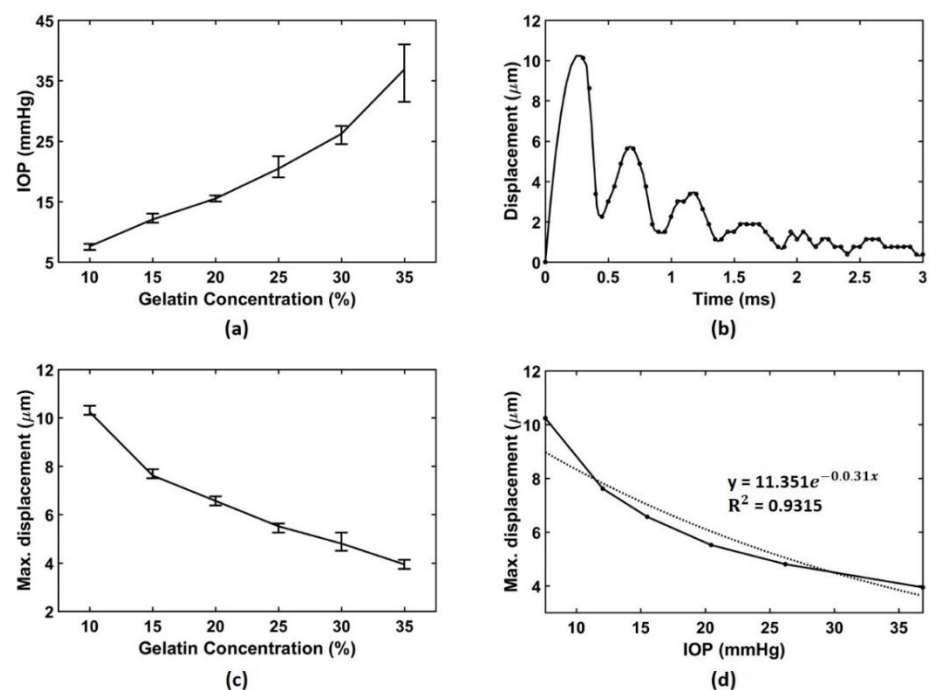 45
35
25
15
5
IOP (mmHg)
10 15 20 25 30 35
Gelatin Concentration (%)
(a)
12
10
8
6
4
2
0
Displacement (μm)
0 0.5 1 1.5 2 2.5 3
Time (ms)
(b)
12
10
8
6
4
2
Max. displacement (μm)
10 15 20 25 30 35
Gelatin Concentration (%)
(c)
12
10
8
6
4
Max. displacement (μm)
y = 11.351e^−0.0.31x
R² = 0.9315
10 15 20 25 30 35
IOP (mmHg)
(d)